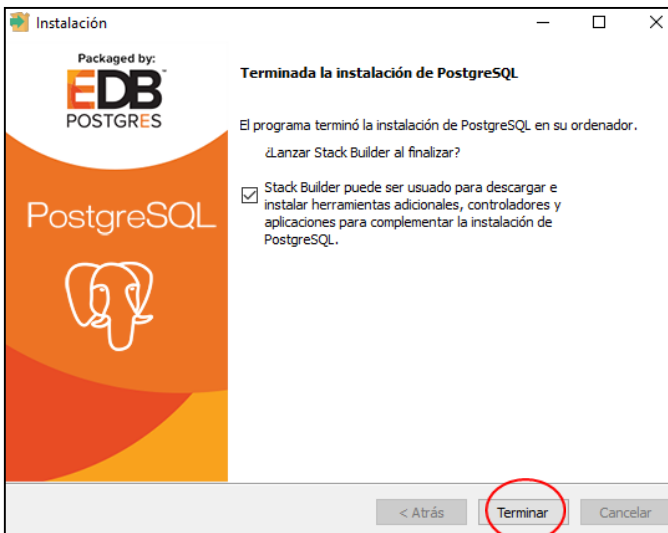 Instalación
Packaged by:
EDB
POSTGRES
PostgreSQL
Terminada la instalación de PostgreSQL
El programa terminó la instalación de PostgreSQL en su ordenador.
¿Lanzar Stack Builder al finalizar?
Stack Builder puede ser usado para descargar e
instalar herramientas adicionales, controladores y
aplicaciones para complementar la instalación de
PostgreSQL.
< Atrás
Terminar
Cancelar